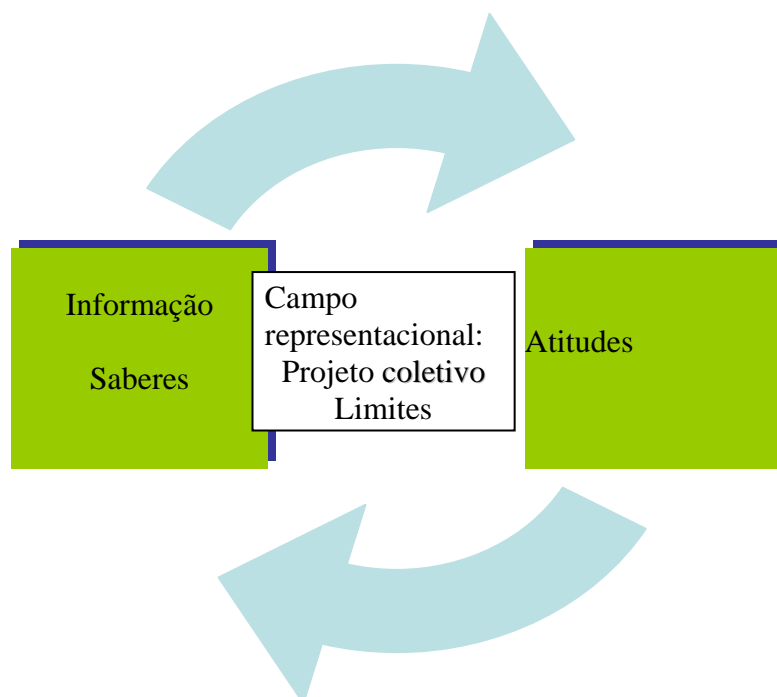 Informação
Saberes
Campo
representacional:
Projeto coletivo
Limites
Atitudes